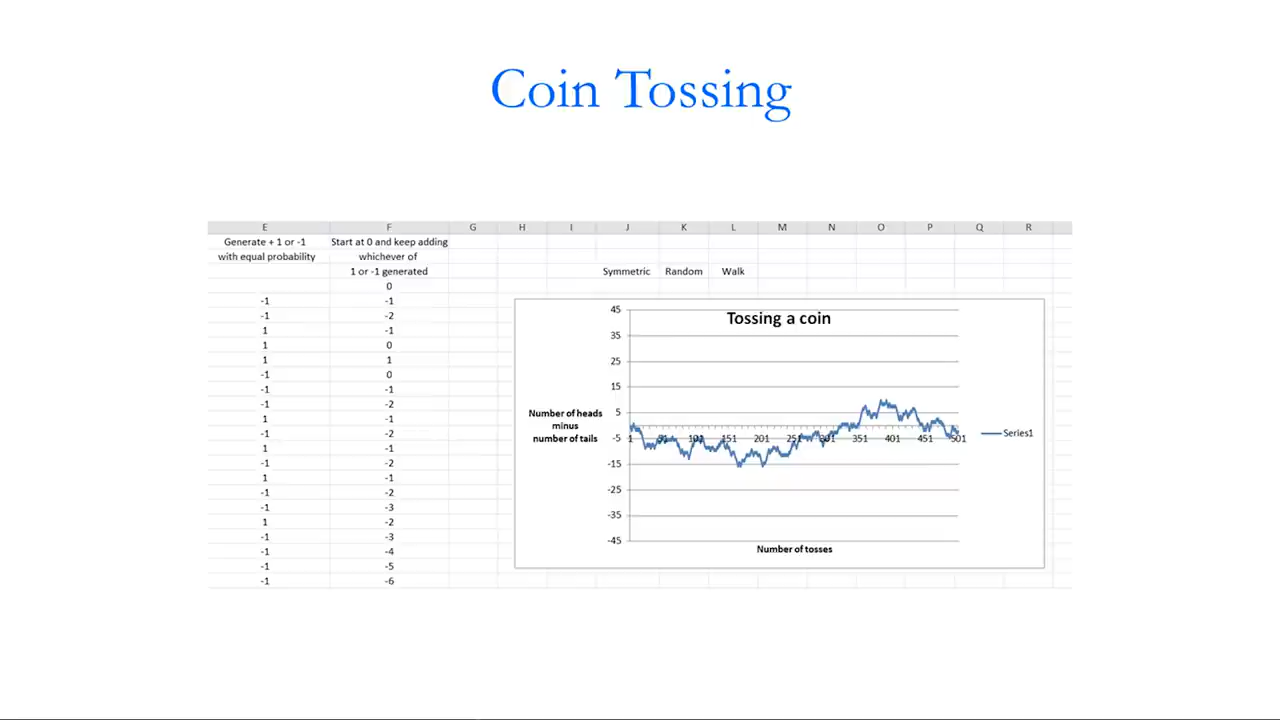 Coin Tossing
E F G H I J K L M N O P Q R
Generate + 1 or -1 Start at 0 and keep adding
with equal probability whichever of
1 or -1 generated Symmetric Random Walk
0
-1 -1
-1 -2
1 -1
1 0
1 1
-1 0
-1 -1
-1 -2
1 -1
-1 -2
1 -1
-1 -2
1 -1
-1 -2
-1 -3
1 -2
-1 -3
-1 -4
-1 -5
-1 -6
Tossing a coin
45
35
25
15
5
-5
-15
-25
-35
-45
Number of heads
minus
number of tails
1 51 101 151 201 251 301 351 401 451 501
Series1
Number of tosses